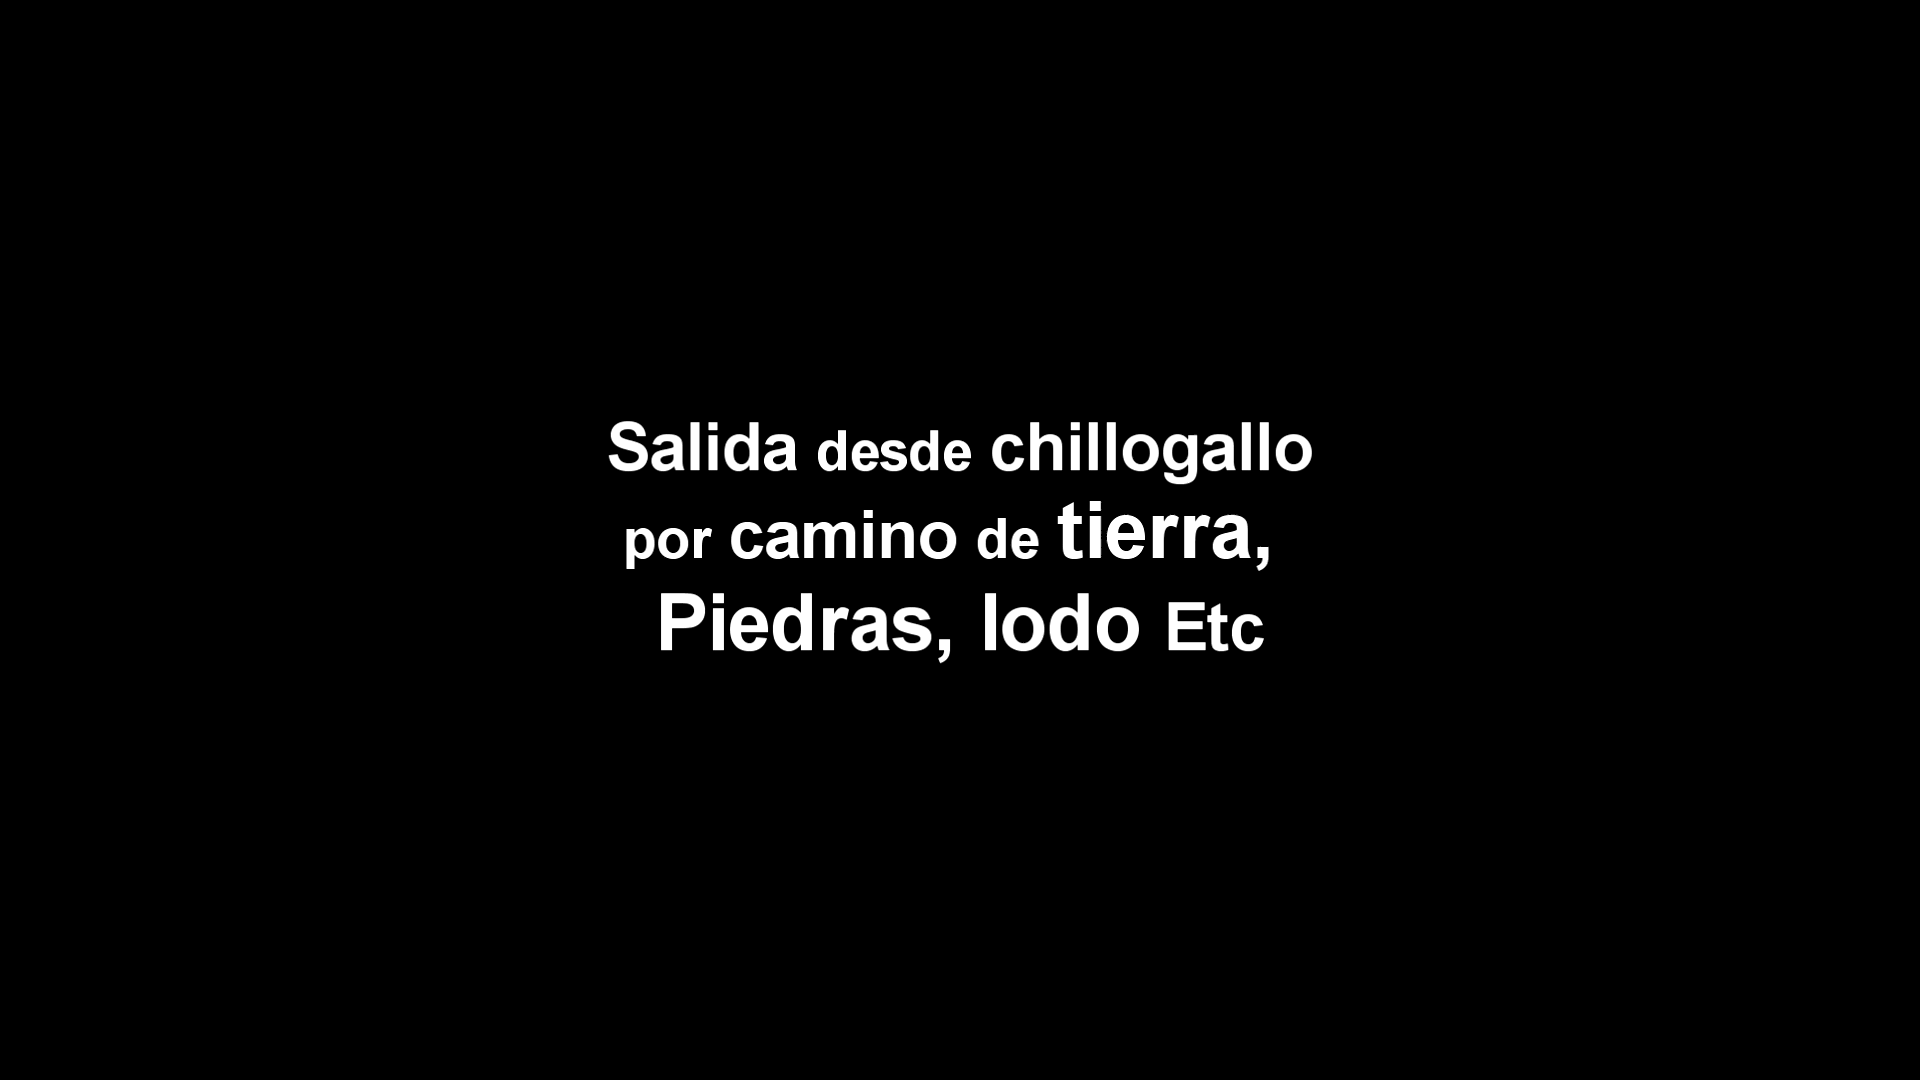 Salida desde chillogallo
por camino de tierra,
Piedras, lodo Etc